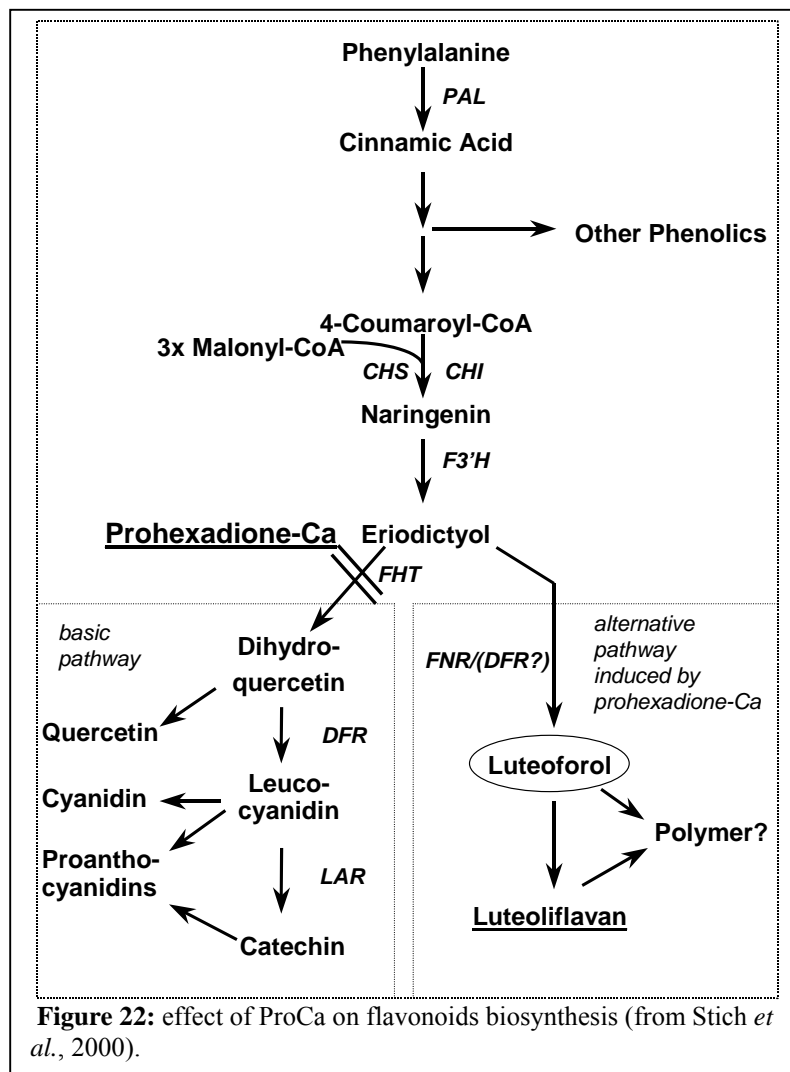 Phenylalanine
PAL
Cinnamic Acid
Other Phenolics
4-Coumaroyl-CoA
3x Malonyl-CoA
CHS CHI
Naringenin
F3'H
Prohexadione-Ca
Eriodictyol
FHT
basic
pathway
Dihydro-
quercetin
Quercetin
DFR
Leuco-
cyanidin
Cyanidin
Proantho-
cyanidins
LAR
Catechin
FNR/(DFR?)
alternative
pathway
induced by
prohexadione-Ca
Luteoforol
Polymer?
Luteoliflavan
Figure 22: effect of ProCa on flavonoids biosynthesis (from Stich et
al., 2000).